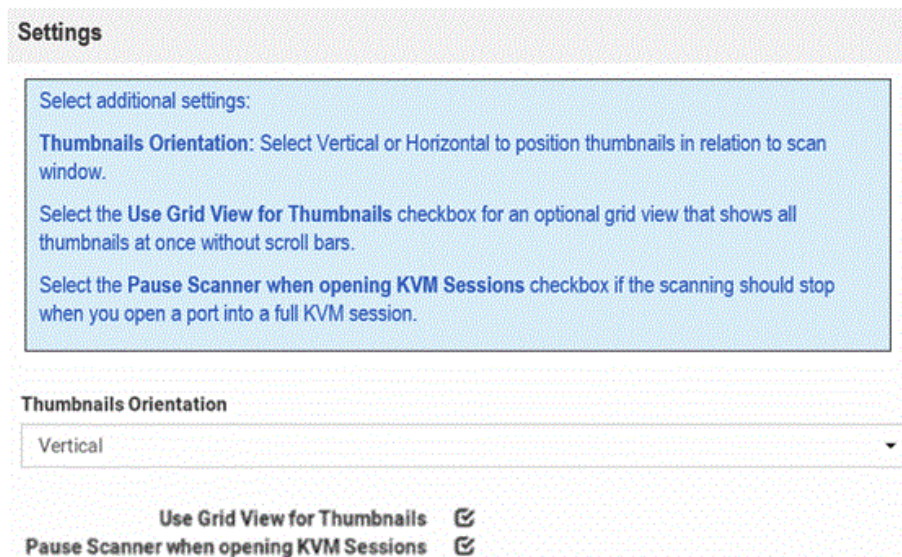 Settings
Select additional settings:
Thumbnails Orientation: Select Vertical or Horizontal to position thumbnails in relation to scan
window.
Select the Use Grid View for Thumbnails checkbox for an optional grid view that shows all
thumbnails at once without scroll bars.
Select the Pause Scanner when opening KVM Sessions checkbox if the scanning should stop
when you open a port into a full KVM session.
Thumbnails Orientation
Vertical
Use Grid View for Thumbnails
Pause Scanner when opening KVM Sessions